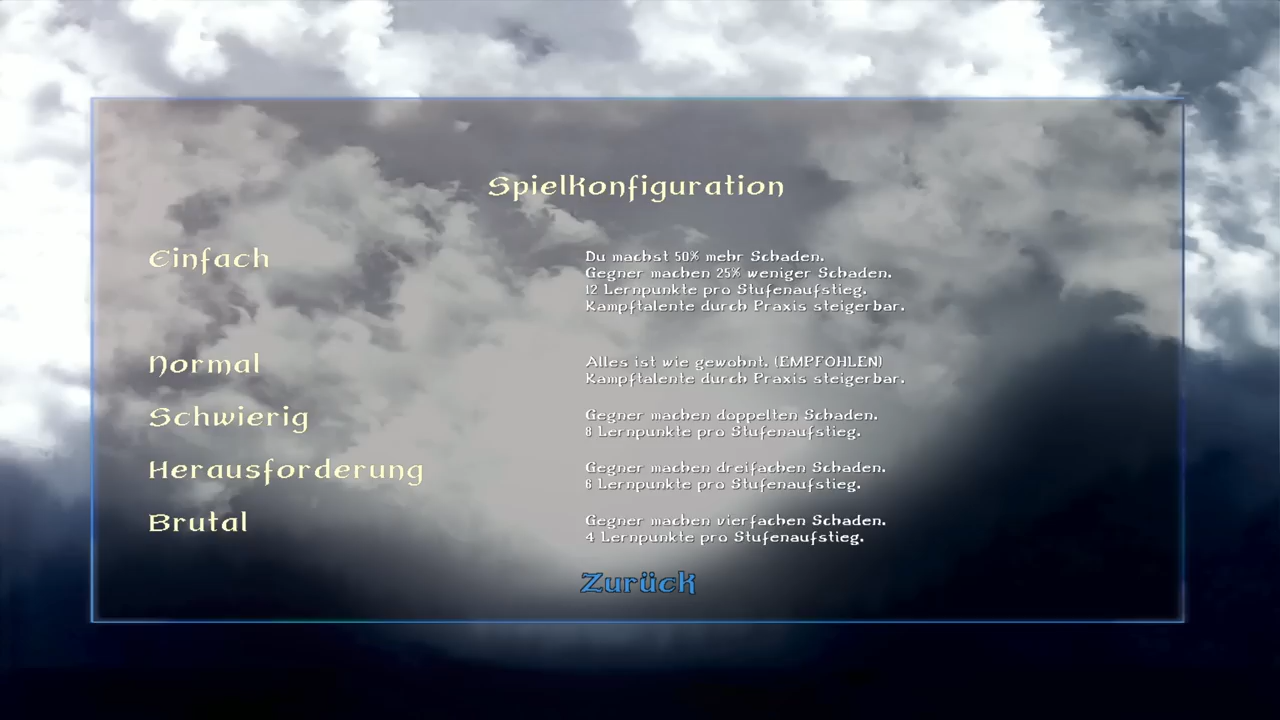 Spielkonfiguration
Einfach
Du machst 50% mehr Schaden.
Gegner machen 25% weniger Schaden.
12 Lernpunkte pro Stufenaufstieg.
Kampftalente durch Praxis steigerbar.
Normal
Alles ist wie gewohnt. (EMPFOHLEN)
Kampftalente durch Praxis steigerbar.
Schwierig
Gegner machen doppelten Schaden.
8 Lernpunkte pro Stufenaufstieg.
Herausforderung
Gegner machen dreifachen Schaden.
6 Lernpunkte pro Stufenaufstieg.
Brutal
Gegner machen vierfachen Schaden.
4 Lernpunkte pro Stufenaufstieg.
Zurück